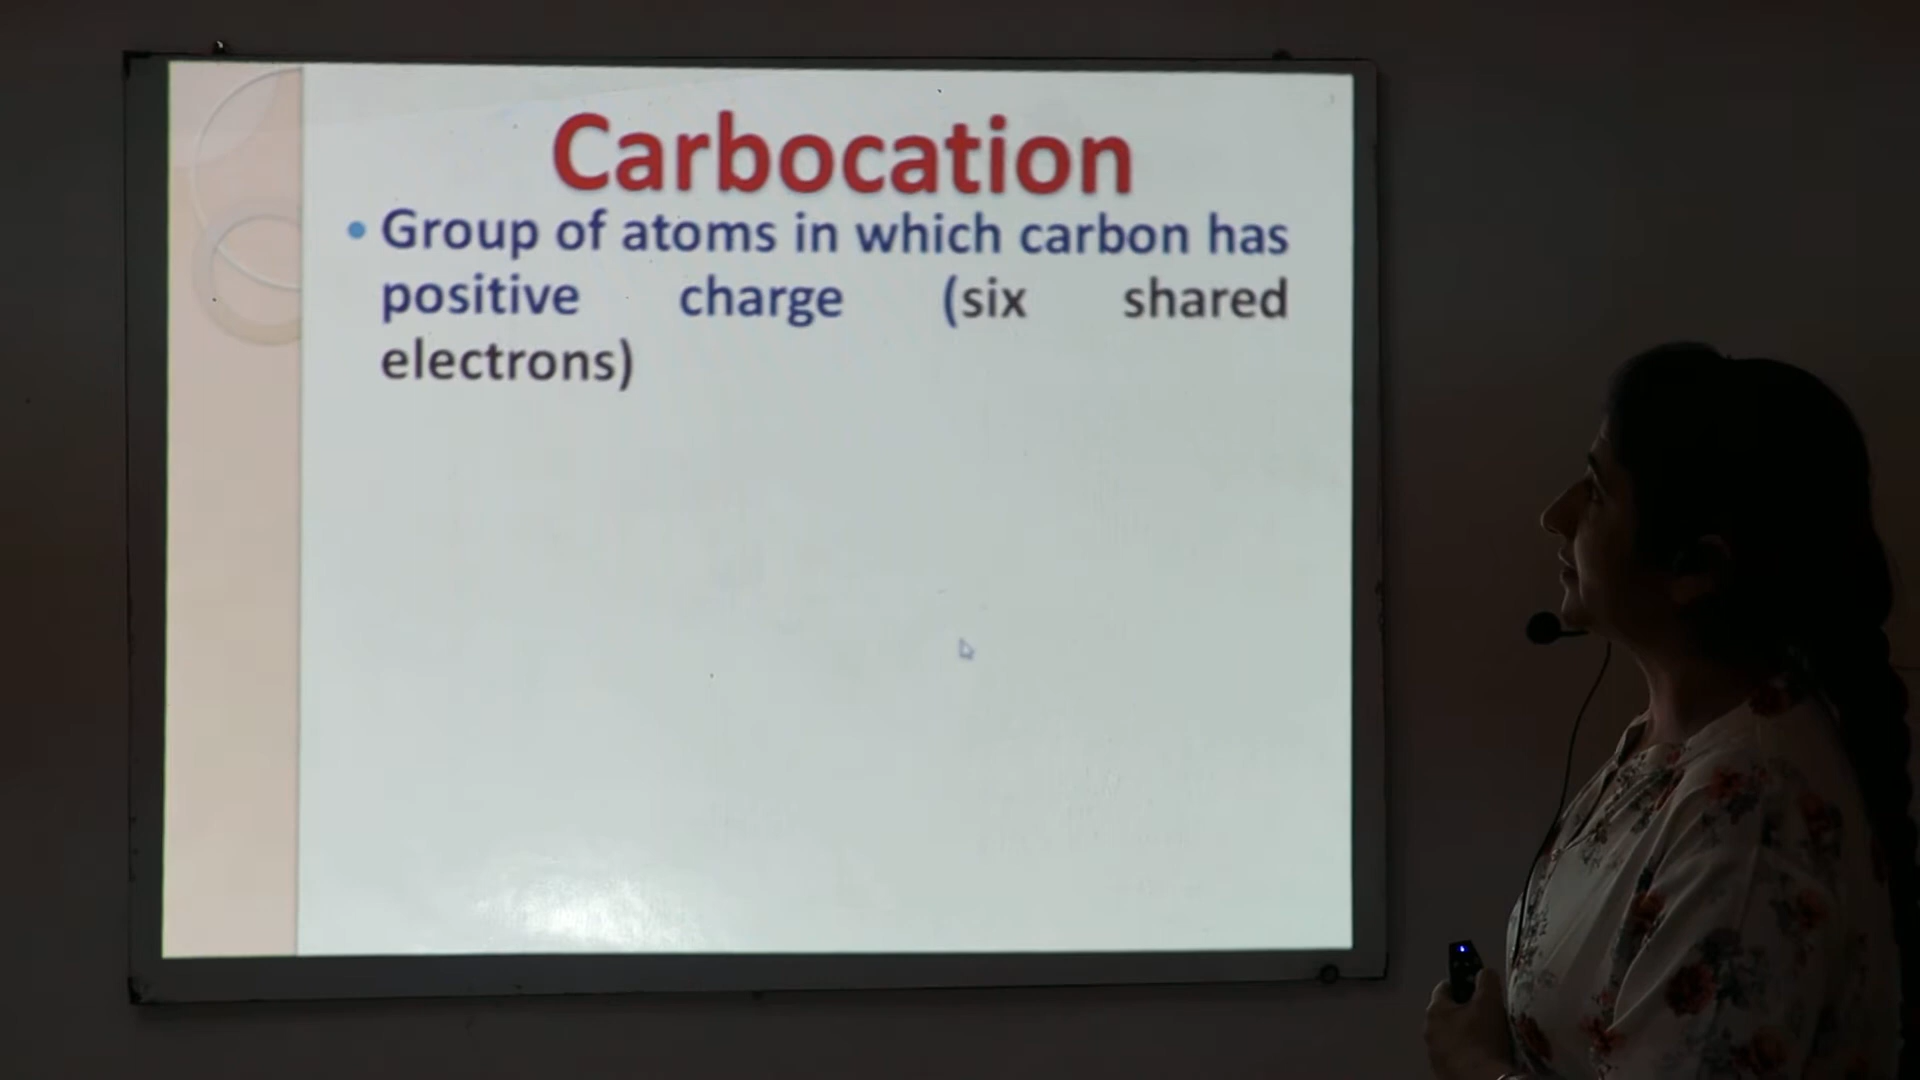 Carbocation
• Group of atoms in which carbon has
positive charge (six shared
electrons)